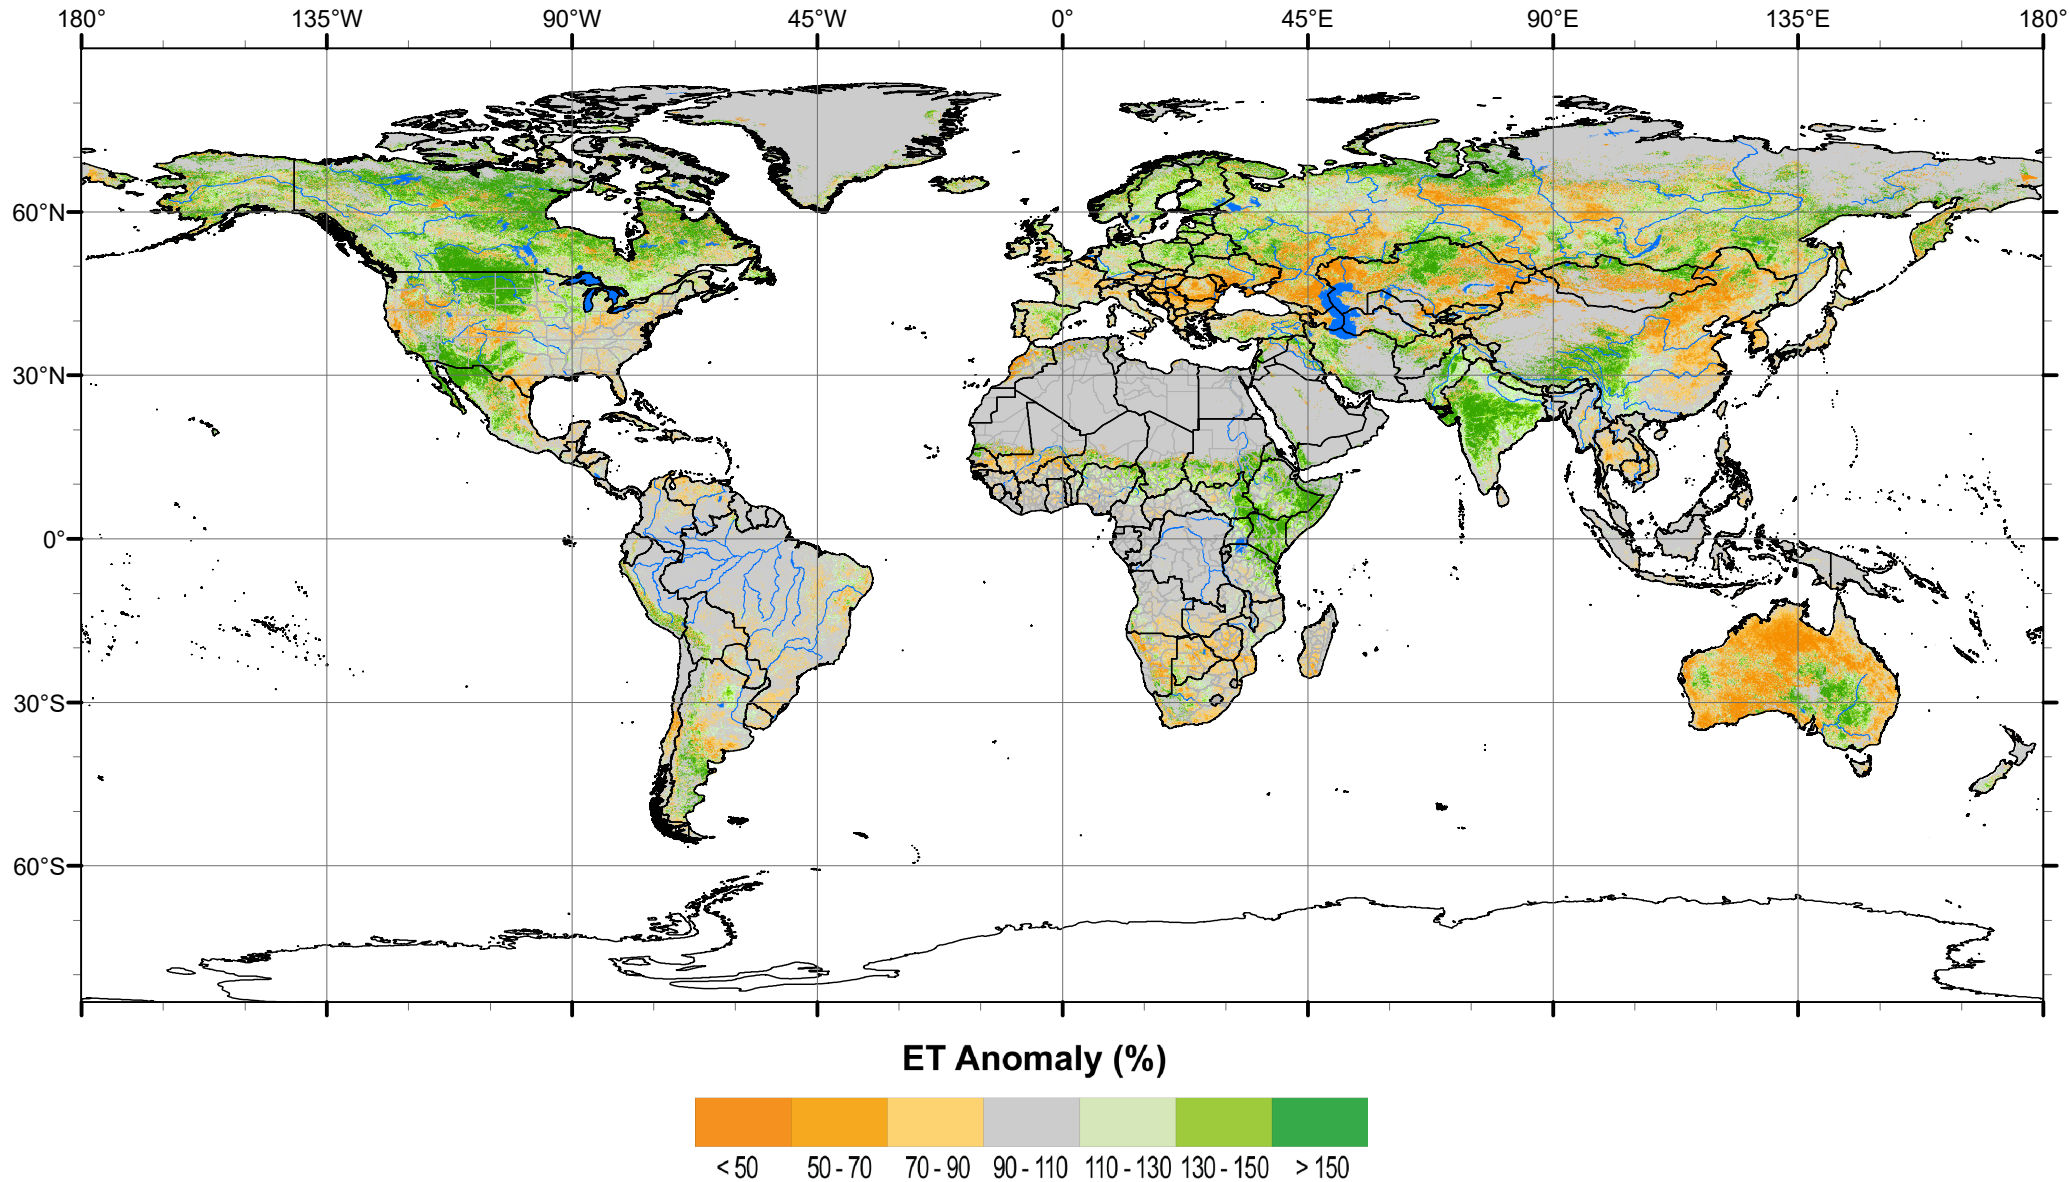 180° 135°W 90°W 45°W 0° 45°E 90°E 135°E 180°
60°N
30°N
0°
30°S
60°S
ET Anomaly (%)
< 50 50 - 70 70 - 90 90 - 110 110 - 130 130 - 150 > 150